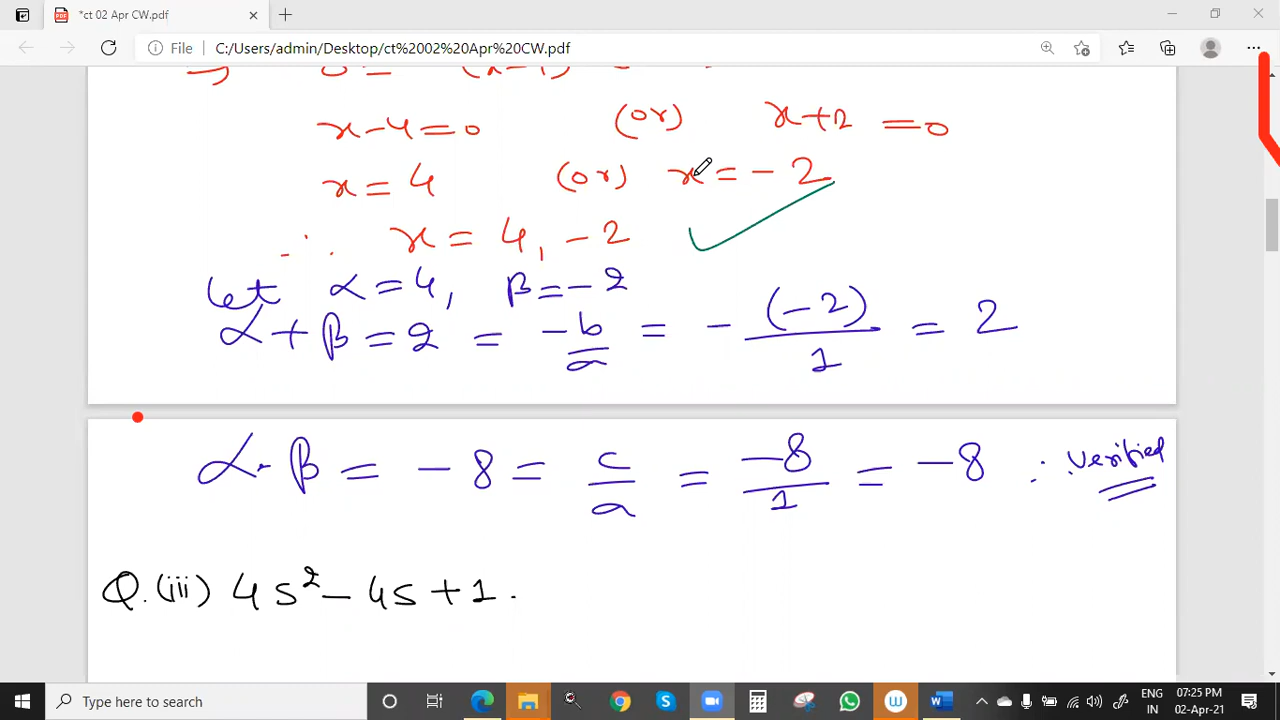 *ct 02 Apr CW.pdf
File C:/Users/admin/Desktop/ct%2002%20Apr%20CW.pdf
x-4=0 (or) x+2 =0
x = 4 (or) x = -2
∴ x = 4, -2
let α=4, β=-2
α+β=2 = -b/a = -(-2)/1 = 2
α·β = -8 = c/a = -8/1 = -8 ∴ Verified
Q.(iii) 4s² - 4s + 1.
Type here to search
ENG
IN
07:25 PM
02-Apr-21